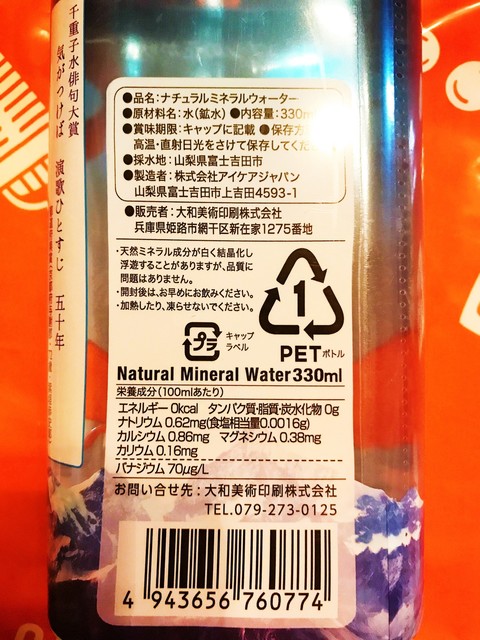 千重子水俳句大賞
気がつけば 演歌ひとすじ 五十年
●品名:ナチュラルミネラルウォーター
●原材料名:水(鉱水) ●内容量:330m
●賞味期限:キャップに記載 ●保存方
高温・直射日光をさけて保存してくだ
●採水地:山梨県富士吉田市
●製造者:株式会社アイケアジャパン
山梨県富士吉田市上吉田4593-1
●販売者:大和美術印刷株式会社
兵庫県姫路市網干区新在家1275番地
・天然ミネラル成分が白く結晶化し
浮遊することがありますが、品質に
問題はありません。
・開封後は、お早めにお飲みください。
・加熱したり、凍らせないでください。
プラ
キャップ
ラベル
1
PETボトル
Natural Mineral Water 330ml
栄養成分(100mlあたり)
エネルギー 0kcal タンパク質・脂質・炭水化物 0g
ナトリウム 0.62mg(食塩相当量0.0016g)
カルシウム 0.86mg マグネシウム 0.38mg
カリウム 0.16mg
バナジウム 70μg/L
お問い合せ先:大和美術印刷株式会社
TEL.079-273-0125
4 943656 760774